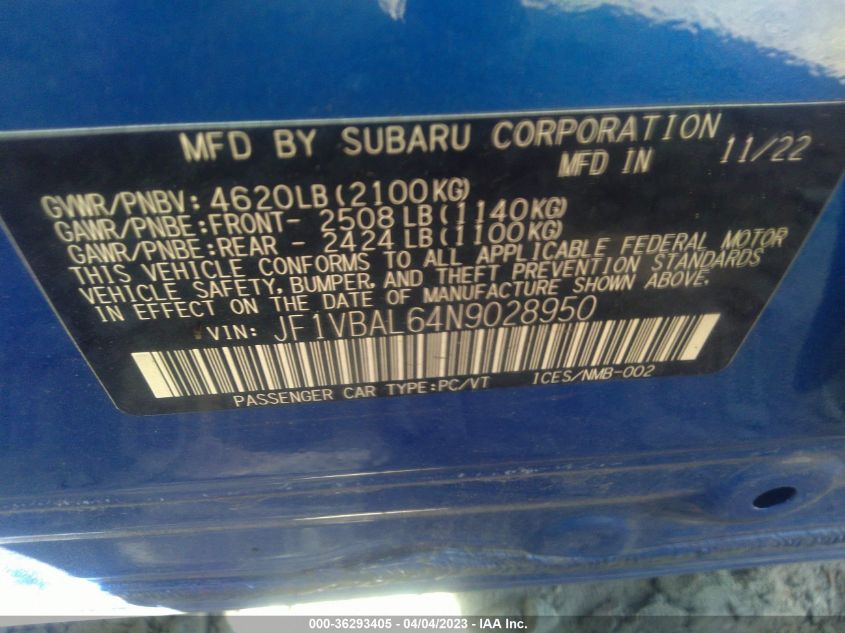 MFD BY SUBARU CORPORATION
MFD IN 11/22
GVWR/PNBV: 4620LB(2100KG)
GAWR/PNBE:FRONT- 2508LB(1140KG)
GAWR/PNBE:REAR - 2424LB(1100KG)
THIS VEHICLE CONFORMS TO ALL APPLICABLE FEDERAL MOTOR
VEHICLE SAFETY, BUMPER, AND THEFT PREVENTION STANDARDS
IN EFFECT ON THE DATE OF MANUFACTURE SHOWN ABOVE.
VIN: JF1VBAL64N9028950
PASSENGER CAR TYPE:PC/VT ICES/NMB-002
000-36293405 - 04/04/2023 - IAA Inc.